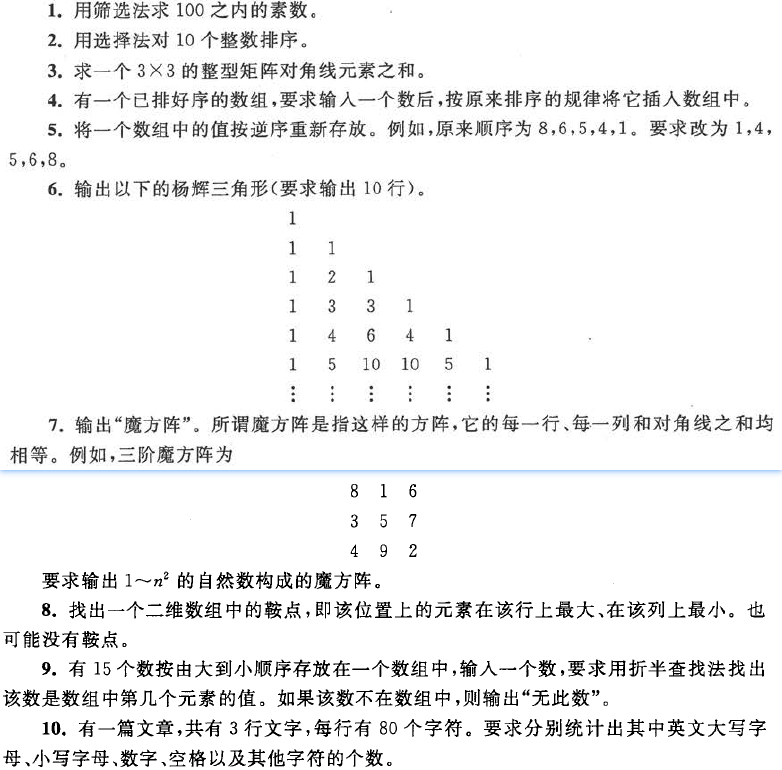 1. 用筛选法求 100 之内的素数。
2. 用选择法对 10 个整数排序。
3. 求一个 3×3 的整型矩阵对角线元素之和。
4. 有一个已排好序的数组,要求输入一个数后,按原来排序的规律将它插入数组中。
5. 将一个数组中的值按逆序重新存放。例如,原来顺序为 8,6,5,4,1。要求改为 1,4,
5,6,8。
6. 输出以下的杨辉三角形(要求输出 10 行)。
1
1 1
1 2 1
1 3 3 1
1 4 6 4 1
1 5 10 10 5 1
⋮ ⋮ ⋮ ⋮ ⋮ ⋮
7. 输出“魔方阵”。所谓魔方阵是指这样的方阵,它的每一行、每一列和对角线之和均
相等。例如,三阶魔方阵为
8 1 6
3 5 7
4 9 2
要求输出 1~n² 的自然数构成的魔方阵。
8. 找出一个二维数组中的鞍点,即该位置上的元素在该行上最大、在该列上最小。也
可能没有鞍点。
9. 有 15 个数按由大到小顺序存放在一个数组中,输入一个数,要求用折半查找法找出
该数是数组中第几个元素的值。如果该数不在数组中,则输出“无此数”。
10. 有一篇文章,共有 3 行文字,每行有 80 个字符。要求分别统计出其中英文大写字
母、小写字母、数字、空格以及其他字符的个数。